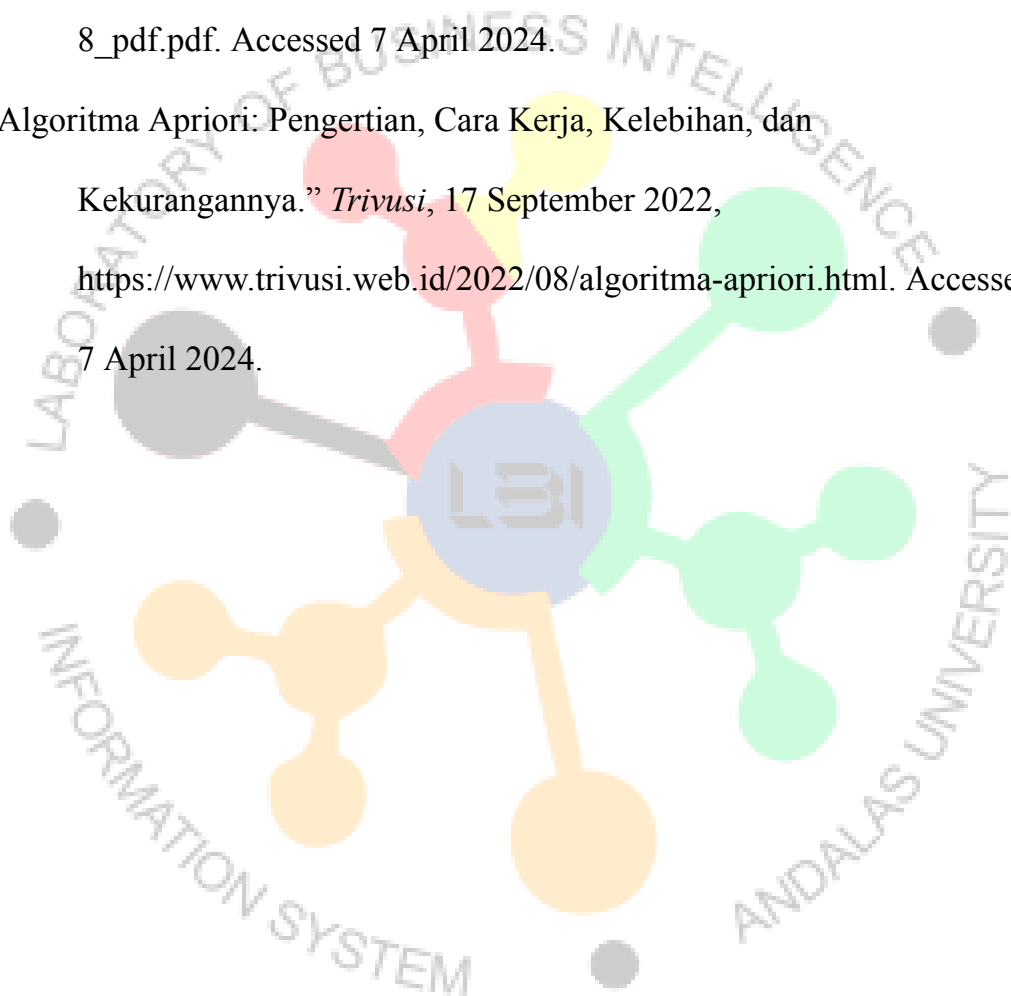 8_pdf.pdf. Accessed 7 April 2024.
Algoritma Apriori: Pengertian, Cara Kerja, Kelebihan, dan
Kekurangannya.” Trivusi, 17 September 2022,
https://www.trivusi.web.id/2022/08/algoritma-apriori.html. Accesse
7 April 2024.
LABORATORY OF BUSINESS INTELLIGENCE
LBI
INFORMATION SYSTEM
ANDALAS UNIVERSITY